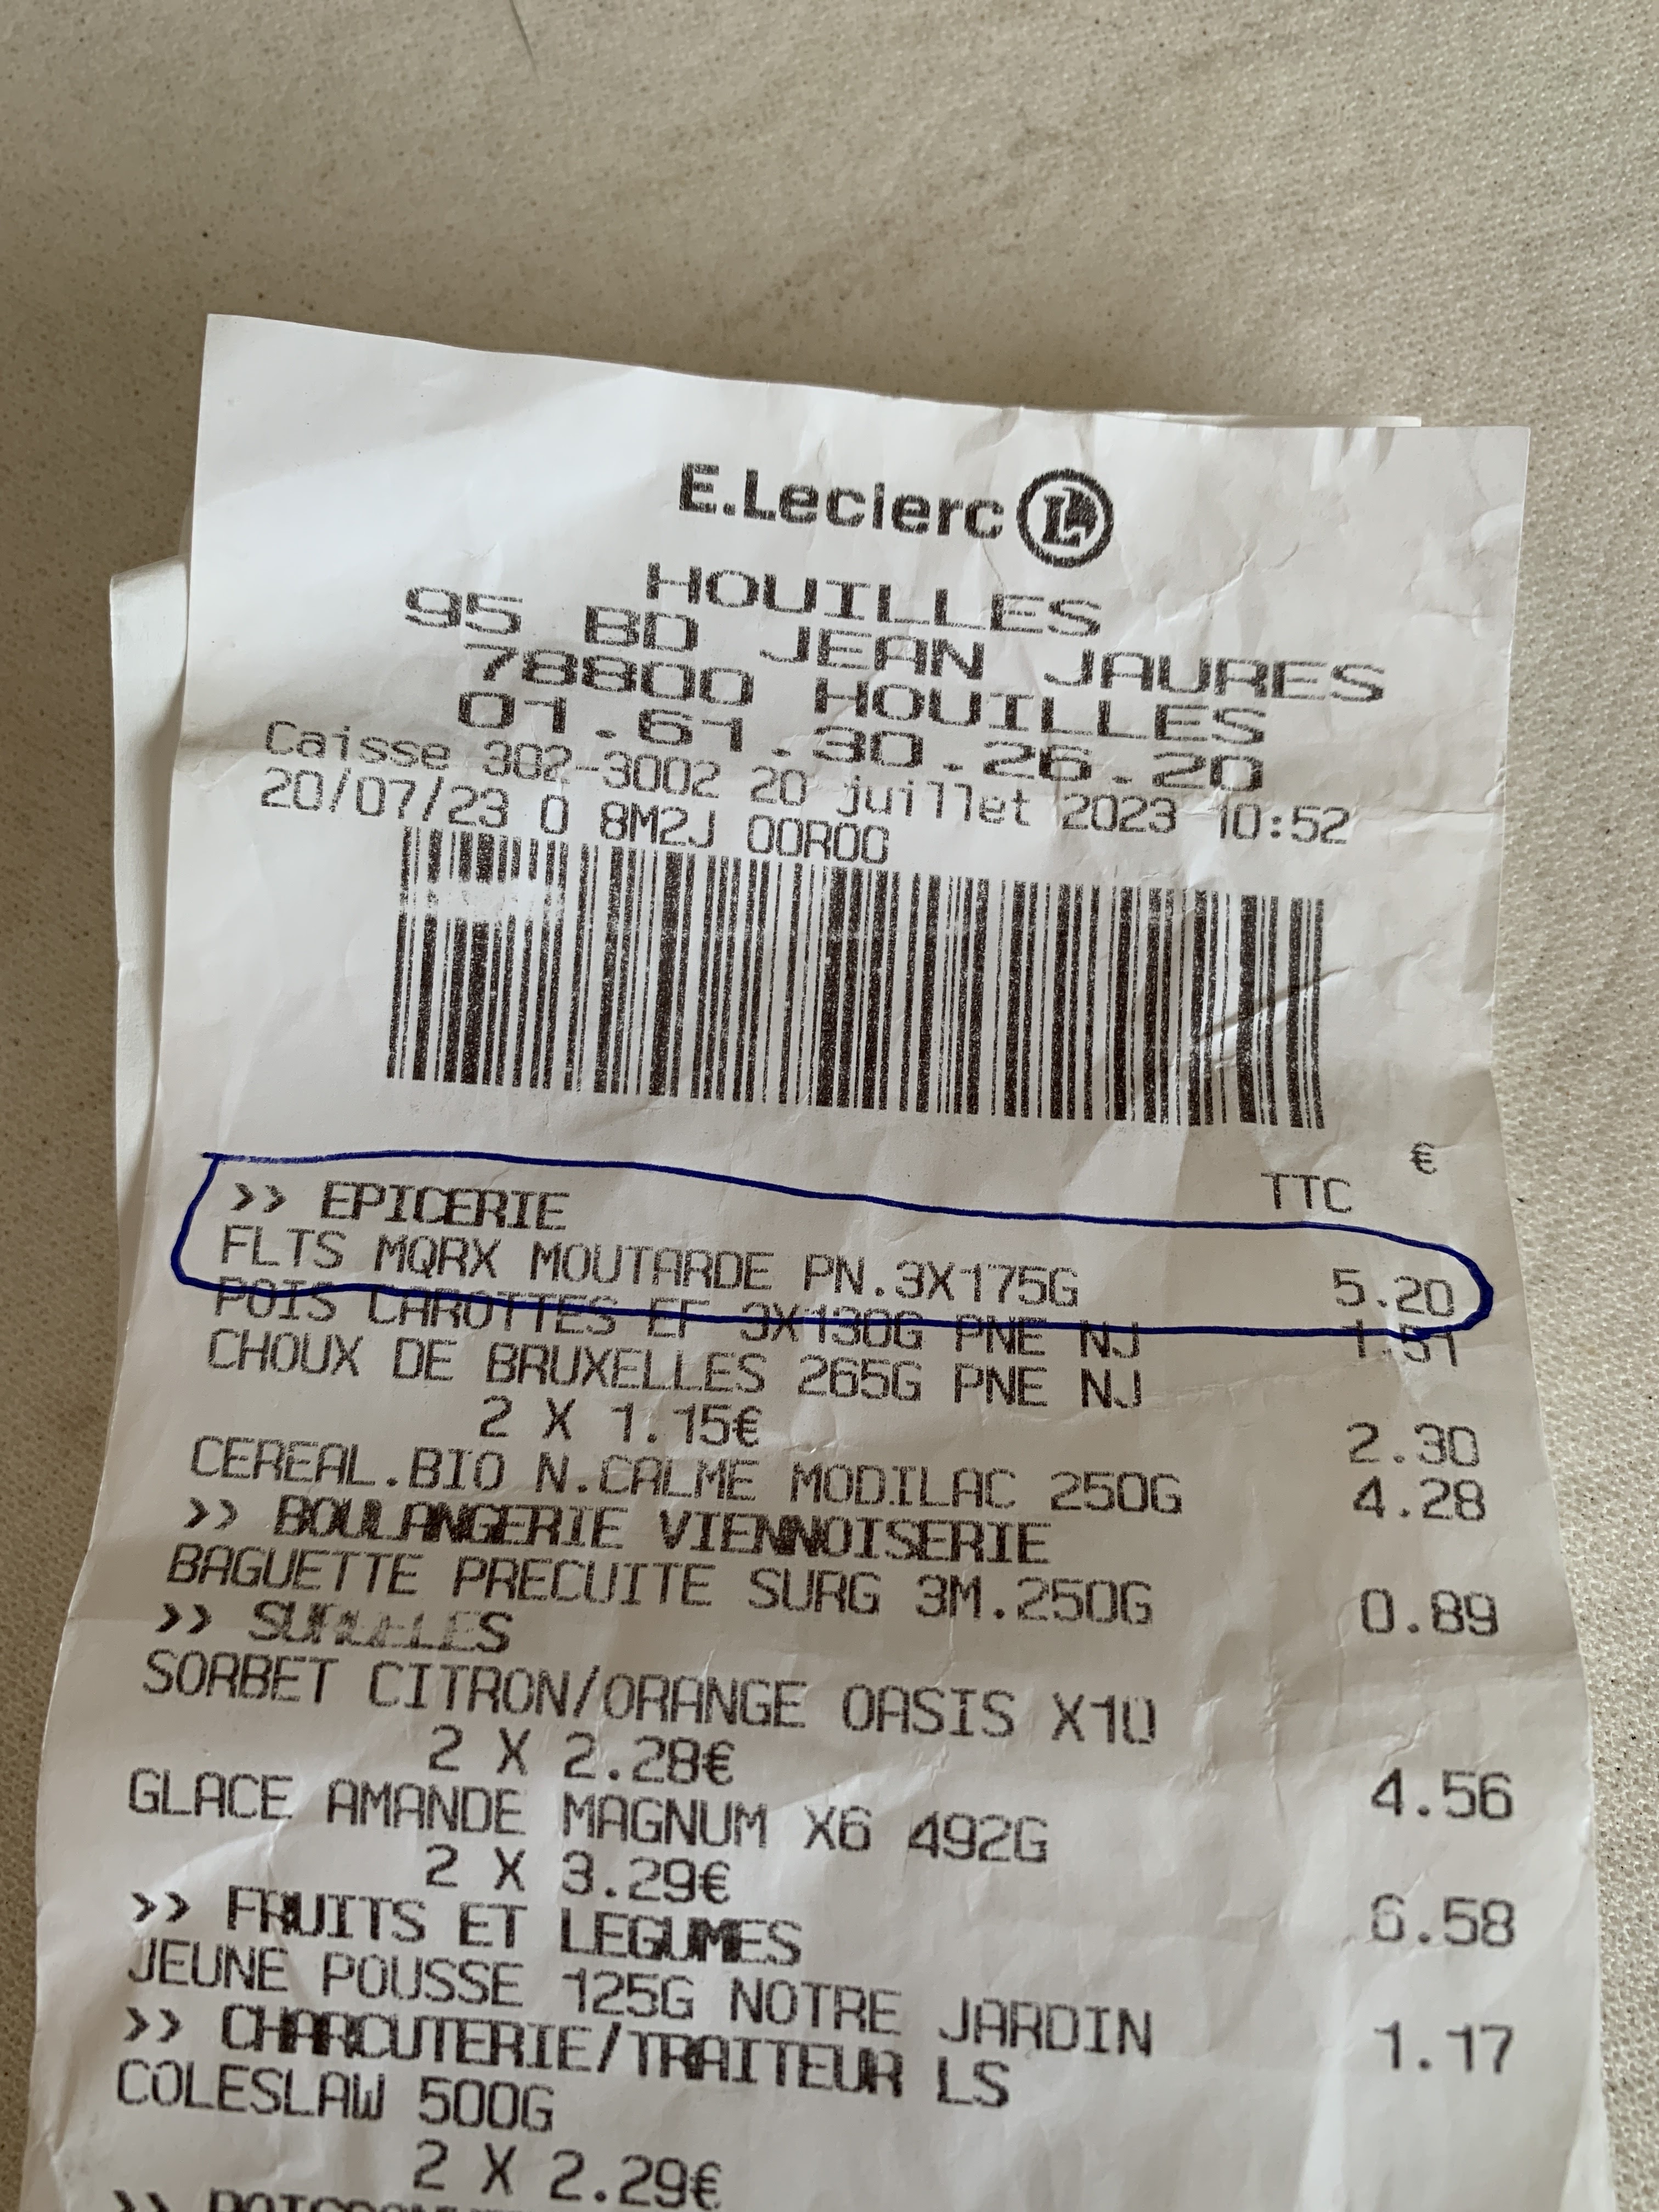 E.Leclerc L
HOUILLES
95 BD JEAN JAURES
78800 HOUILLES
01.61.30.26.20
Caisse 302-3002 20 juillet 2023 10:52
20/07/23 0 8M2J 00R00
€
TTC
>> EPICERIE
FLTS MQRX MOUTARDE PN.3X175G 5.20
POIS CAROTTES EF 3X130G PNE NJ 1.51
CHOUX DE BRUXELLES 265G PNE NJ
2 X 1.15€ 2.30
CEREAL.BIO N.CALME MODILAC 250G 4.28
>> BOULANGERIE VIENNOISERIE
BAGUETTE PRECUITE SURG 3M.250G 0.89
>>
SORBET CITRON/ORANGE OASIS X10
2 X 2.28€ 4.56
GLACE AMANDE MAGNUM X6 492G
2 X 3.29€ 6.58
>> FRUITS ET LEGUMES
JEUNE POUSSE 125G NOTRE JARDIN 1.17
>> CHARCUTERIE/TRAITEUR LS
COLESLAW 500G
2 X 2.29€